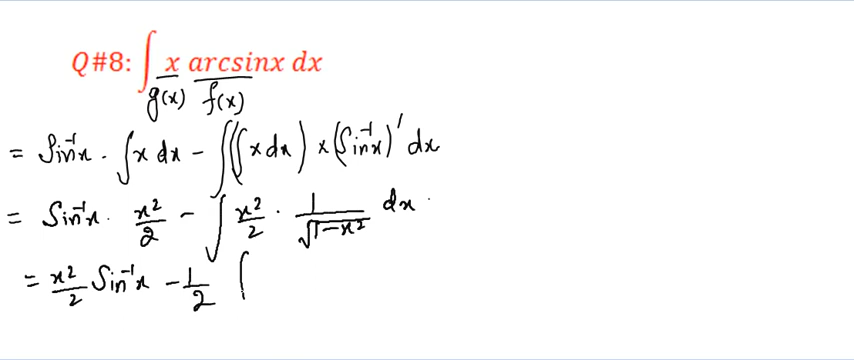 Q#8: ∫ x arcsinx dx
g(x) f(x)
= Sin⁻¹x · ∫x dx − ∫(∫x dx) × (Sin⁻¹x)′ dx
= Sin⁻¹x · x²/2 − ∫ x²/2 · 1/√(1−x²) dx
= x²/2 Sin⁻¹x − 1/2 ∫